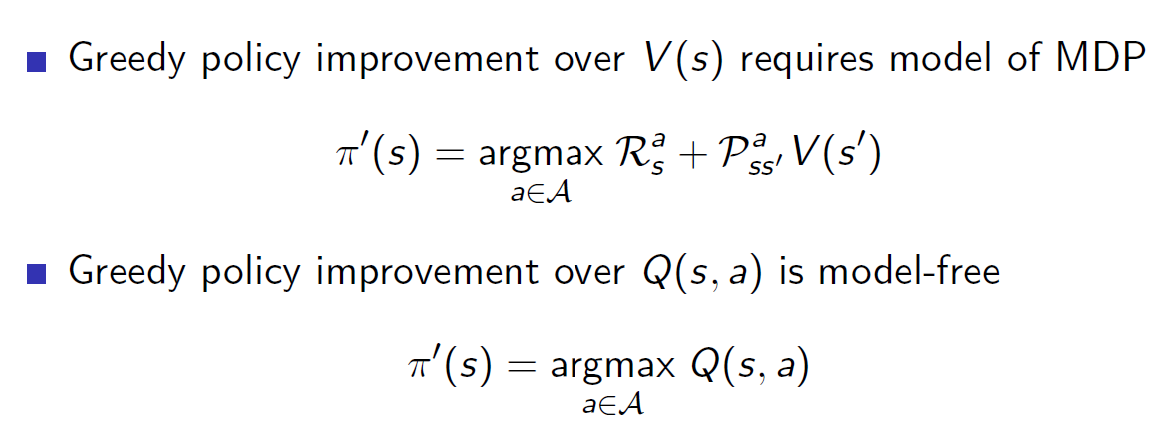 Greedy policy improvement over V(s) requires model of MDP
π′(s) = argmax R^a_s + P^a_ss′ V(s′)
a∈A
Greedy policy improvement over Q(s, a) is model-free
π′(s) = argmax Q(s, a)
a∈A